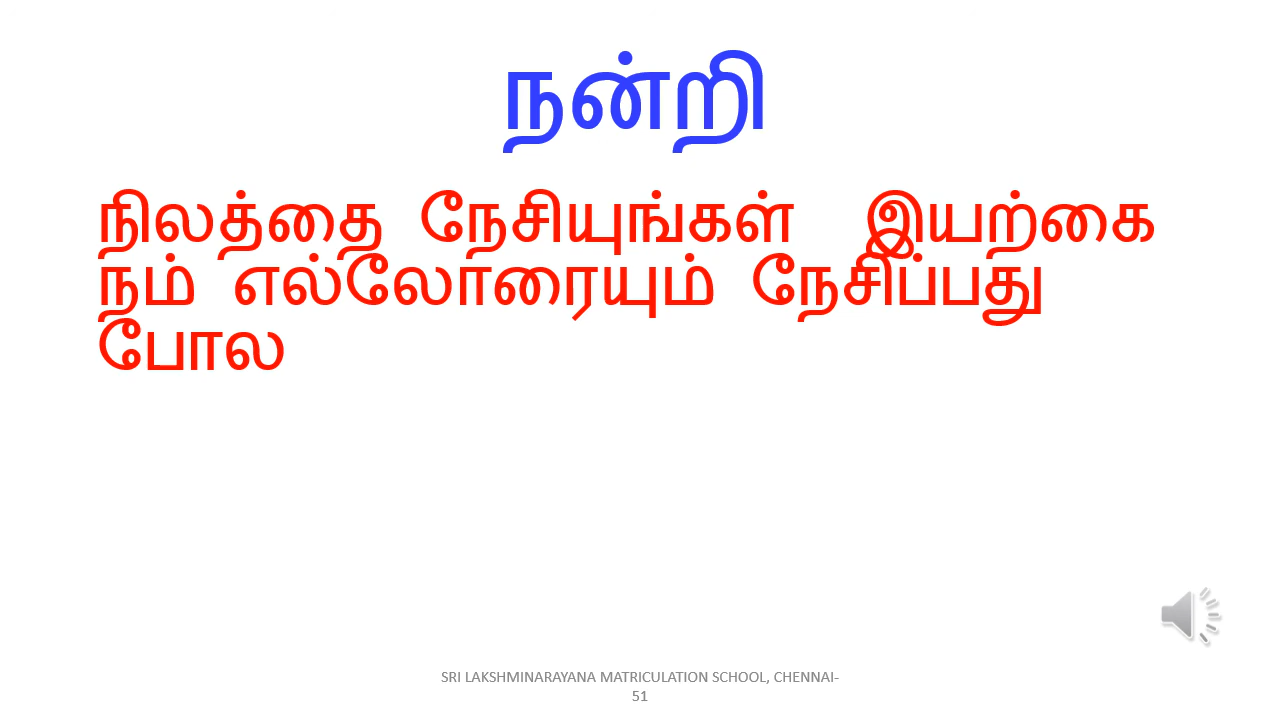 நன்றி
நிலத்தை நேசியுங்கள் இயற்கை
நம் எல்லோரையும் நேசிப்பது
போல
SRI LAKSHMINARAYANA MATRICULATION SCHOOL, CHENNAI-
51